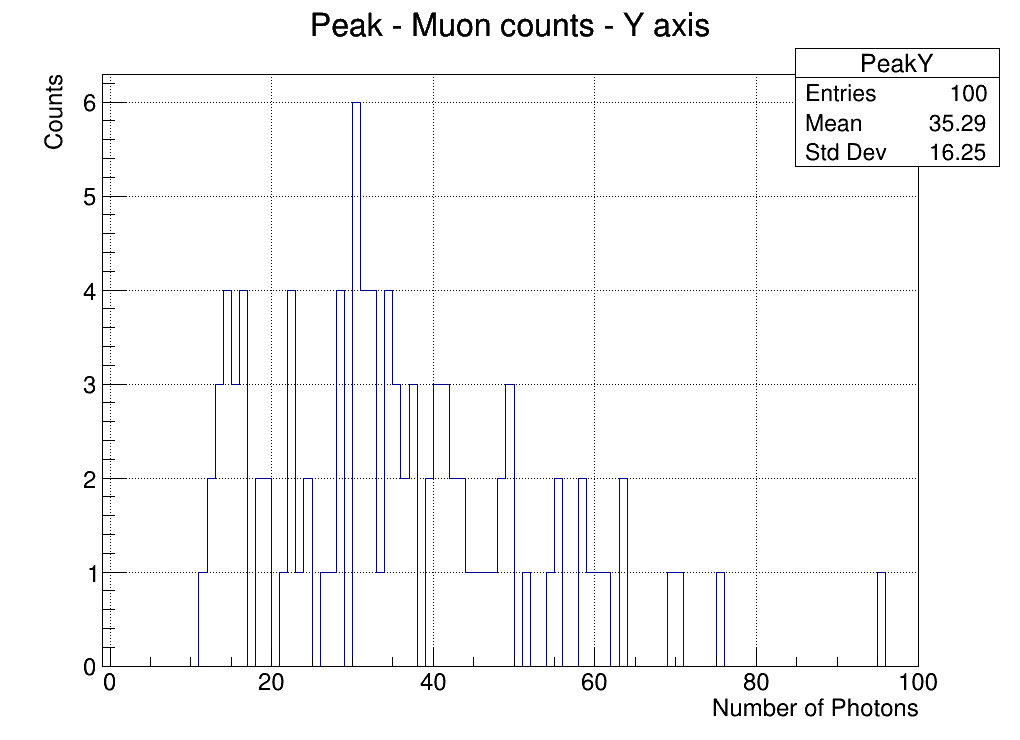 Peak - Muon counts - Y axis
PeakY
Entries 100
Mean 35.29
Std Dev 16.25
Counts
6
5
4
3
2
1
0
0 20 40 60 80 100
Number of Photons